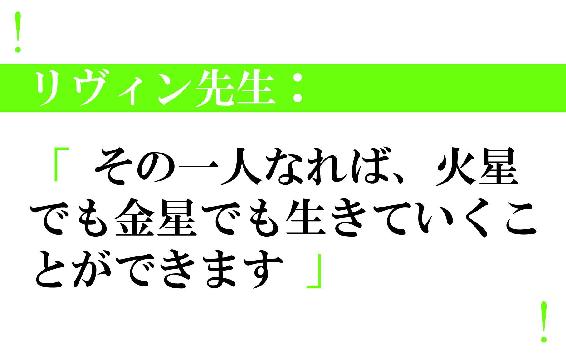 !
リヴィン先生：
「 その一人なれば、火星
でも金星でも生きていくこ
とができます 」
!